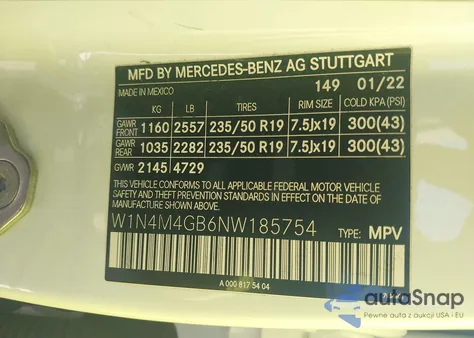 MFD BY MERCEDES-BENZ AG STUTTGART
MADE IN MEXICO 149 01/22
KG LB TIRES RIM SIZE COLD KPA (PSI)
GAWR FRONT 1160 2557 235/50 R19 7.5Jx19 300(43)
GAWR REAR 1035 2282 235/50 R19 7.5Jx19 300(43)
GVWR 2145 4729
THIS VEHICLE CONFORMS TO ALL APPLICABLE FEDERAL MOTOR VEHICLE
SAFETY AND THEFT PREVENTION STANDARDS IN EFFECT ON THE DATE OF
MANUFACTURE SHOWN ABOVE.
W1N4M4GB6NW185754 TYPE: MPV
A 000 817 54 04
autaSnap
Pewne auta z aukcji USA i EU